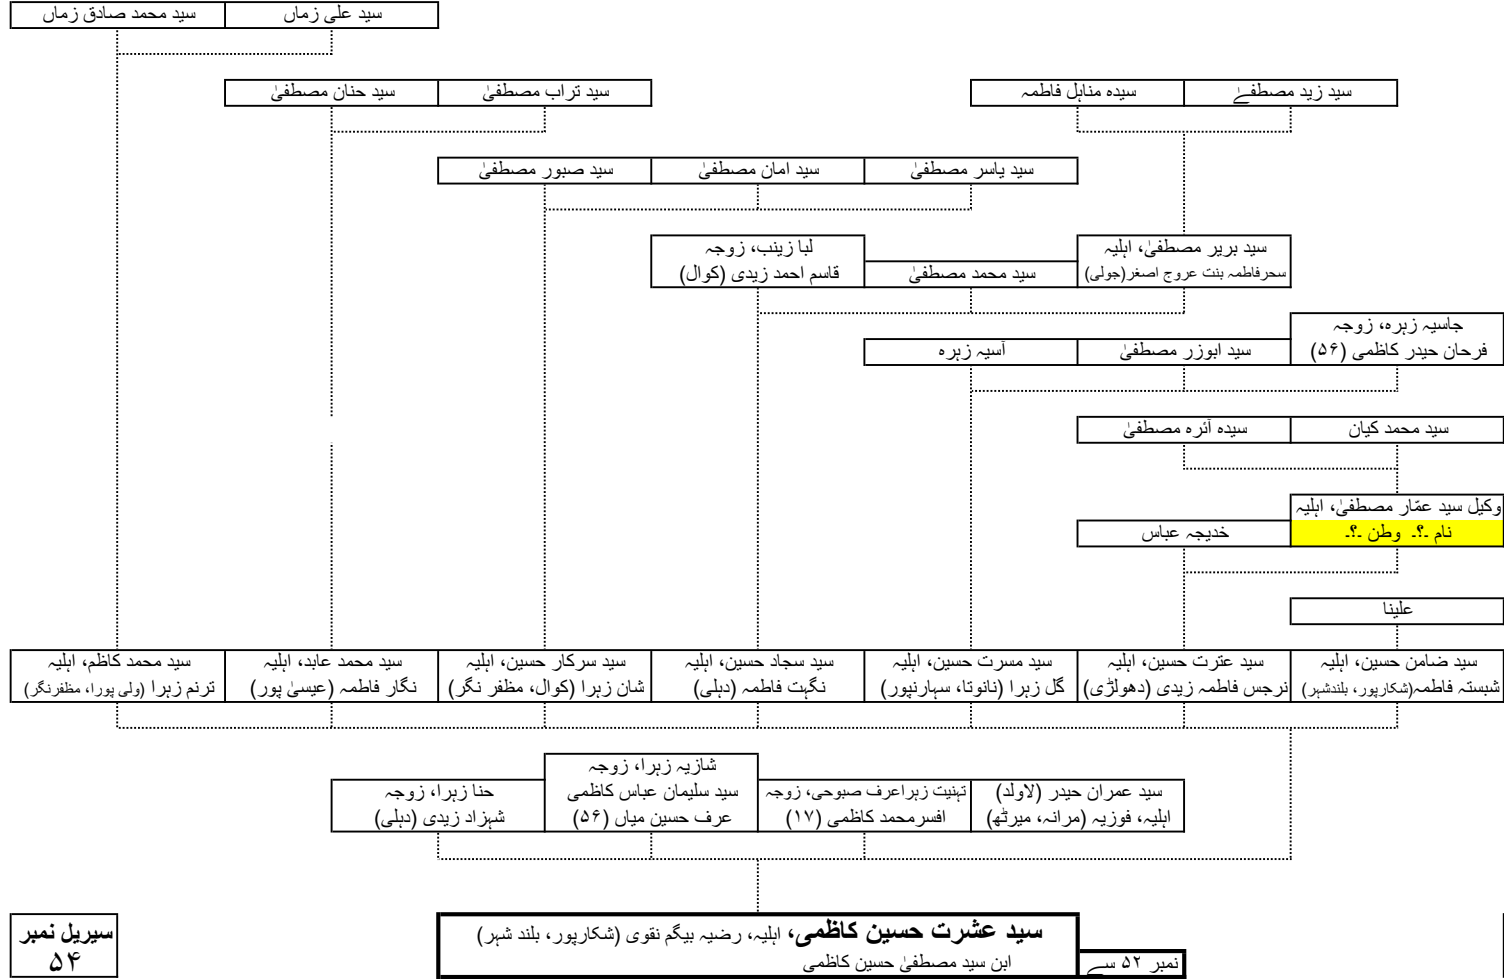 سید علی زماں
سید محمد صادق زماں
سید زید مصطفےٰ
سیدہ مناہل فاطمہ
سید تراب مصطفیٰ
سید حنان مصطفیٰ
سید یاسر مصطفیٰ
سید امان مصطفیٰ
سید صبور مصطفیٰ
سید بریر مصطفیٰ، اہلیہ
سحرفاطمہ بنت عروج اصغر(جولی)
سید محمد مصطفیٰ
لبا زینب، زوجہ
قاسم احمد زیدی (کوال)
جاسیہ زہرہ، زوجہ
فرحان حیدر کاظمی (۵۶)
سید ابوزر مصطفیٰ
آسیہ زہرہ
سید محمد کیان
سیدہ آئرہ مصطفیٰ
وکیل سید عمّار مصطفیٰ، اہلیہ
نام ـ؟ـ وطن ـ؟ـ
خدیجہ عباس
علینا
سید ضامن حسین، اہلیہ
شبستہ فاطمہ(شکارپور، بلندشہر)
سید عترت حسین، اہلیہ
نرجس فاطمہ زیدی (دھولڑی)
سید مسرت حسین، اہلیہ
گل زہرا (نانوتا، سہارنپور)
سید سجاد حسین، اہلیہ
نگہت فاطمہ (دہلی)
سید سرکار حسین، اہلیہ
شان زہرا (کوال، مظفر نگر)
سید محمد عابد، اہلیہ
نگار فاطمہ (عیسیٰ پور)
سید محمد کاظم، اہلیہ
ترنم زہرا (ولی پورا، مظفرنگر)
سید عمران حیدر (لاولد)
اہلیہ، فوزیہ (مرانہ، میرٹھ)
تہنیت زہراعرف صبوحی، زوجہ
افسرمحمد کاظمی (۱۷)
شازیہ زہرا، زوجہ
سید سلیمان عباس کاظمی
عرف حسین میاں (۵۶)
حنا زہرا، زوجہ
شہزاد زیدی (دہلی)
نمبر ۵۲ سے
سید عشرت حسین کاظمی، اہلیہ، رضیہ بیگم نقوی (شکارپور، بلند شہر)
ابن سید مصطفیٰ حسین کاظمی
سیریل نمبر
۵۴